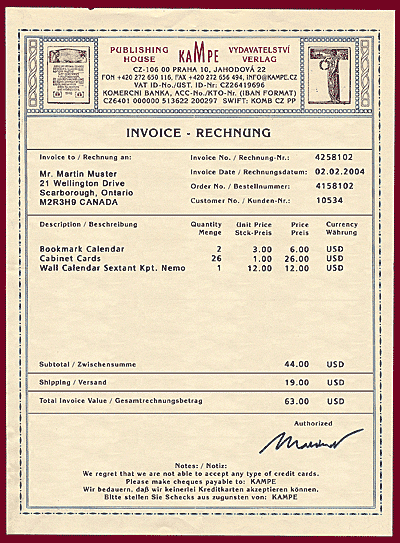 PUBLISHING HOUSE KAMPE VYDAVATELSVÍ VERLAG
CZ-106 00 PRAHA 10, JAHODOVÁ 22
FON +420 272 650 116, FAX +420 272 656 494, INFO@KAMPE.CZ
VAT ID-No./UST. ID-Nr: CZ26419696
KOMERCNI BANKA, ACC-No./KTO-Nr. (IBAN FORMAT)
CZ6401 000000 513622 200297 SWIFT: KOMB CZ PP
INVOICE - RECHNUNG
Invoice to / Rechnung an:
Mr. Martin Muster
21 Wellington Drive
Scarborough, Ontario
M2R3H9 CANADA
Invoice No. / Rechnung-Nr.: 4258102
Invoice Date / Rechnungsdatum: 02.02.2004
Order No. / Bestellnummer: 4158102
Customer No. / Kunden-Nr.: 10534
Description / Beschreibung Quantity Menge Unit Price Stck-Preis Price Preis Currency Währung
Bookmark Calendar 2 3.00 6.00 USD
Cabinet Cards 26 1.00 26.00 USD
Wall Calendar Sextant Kpt. Nemo 1 12.00 12.00 USD
Subtotal / Zwischensumme 44.00 USD
Shipping / Versand 19.00 USD
Total Invoice Value / Gesamtrechnungsbetrag 63.00 USD
Authorized
Notes: / Notiz:
We regret that we are not able to accept any type of credit cards.
Please make cheques payable to: KAMPE
Wir bedauern, daß wir keinerlei Kreditkarten akzeptieren können.
Bitte stellen Sie Schecks aus zugunsten von: KAMPE